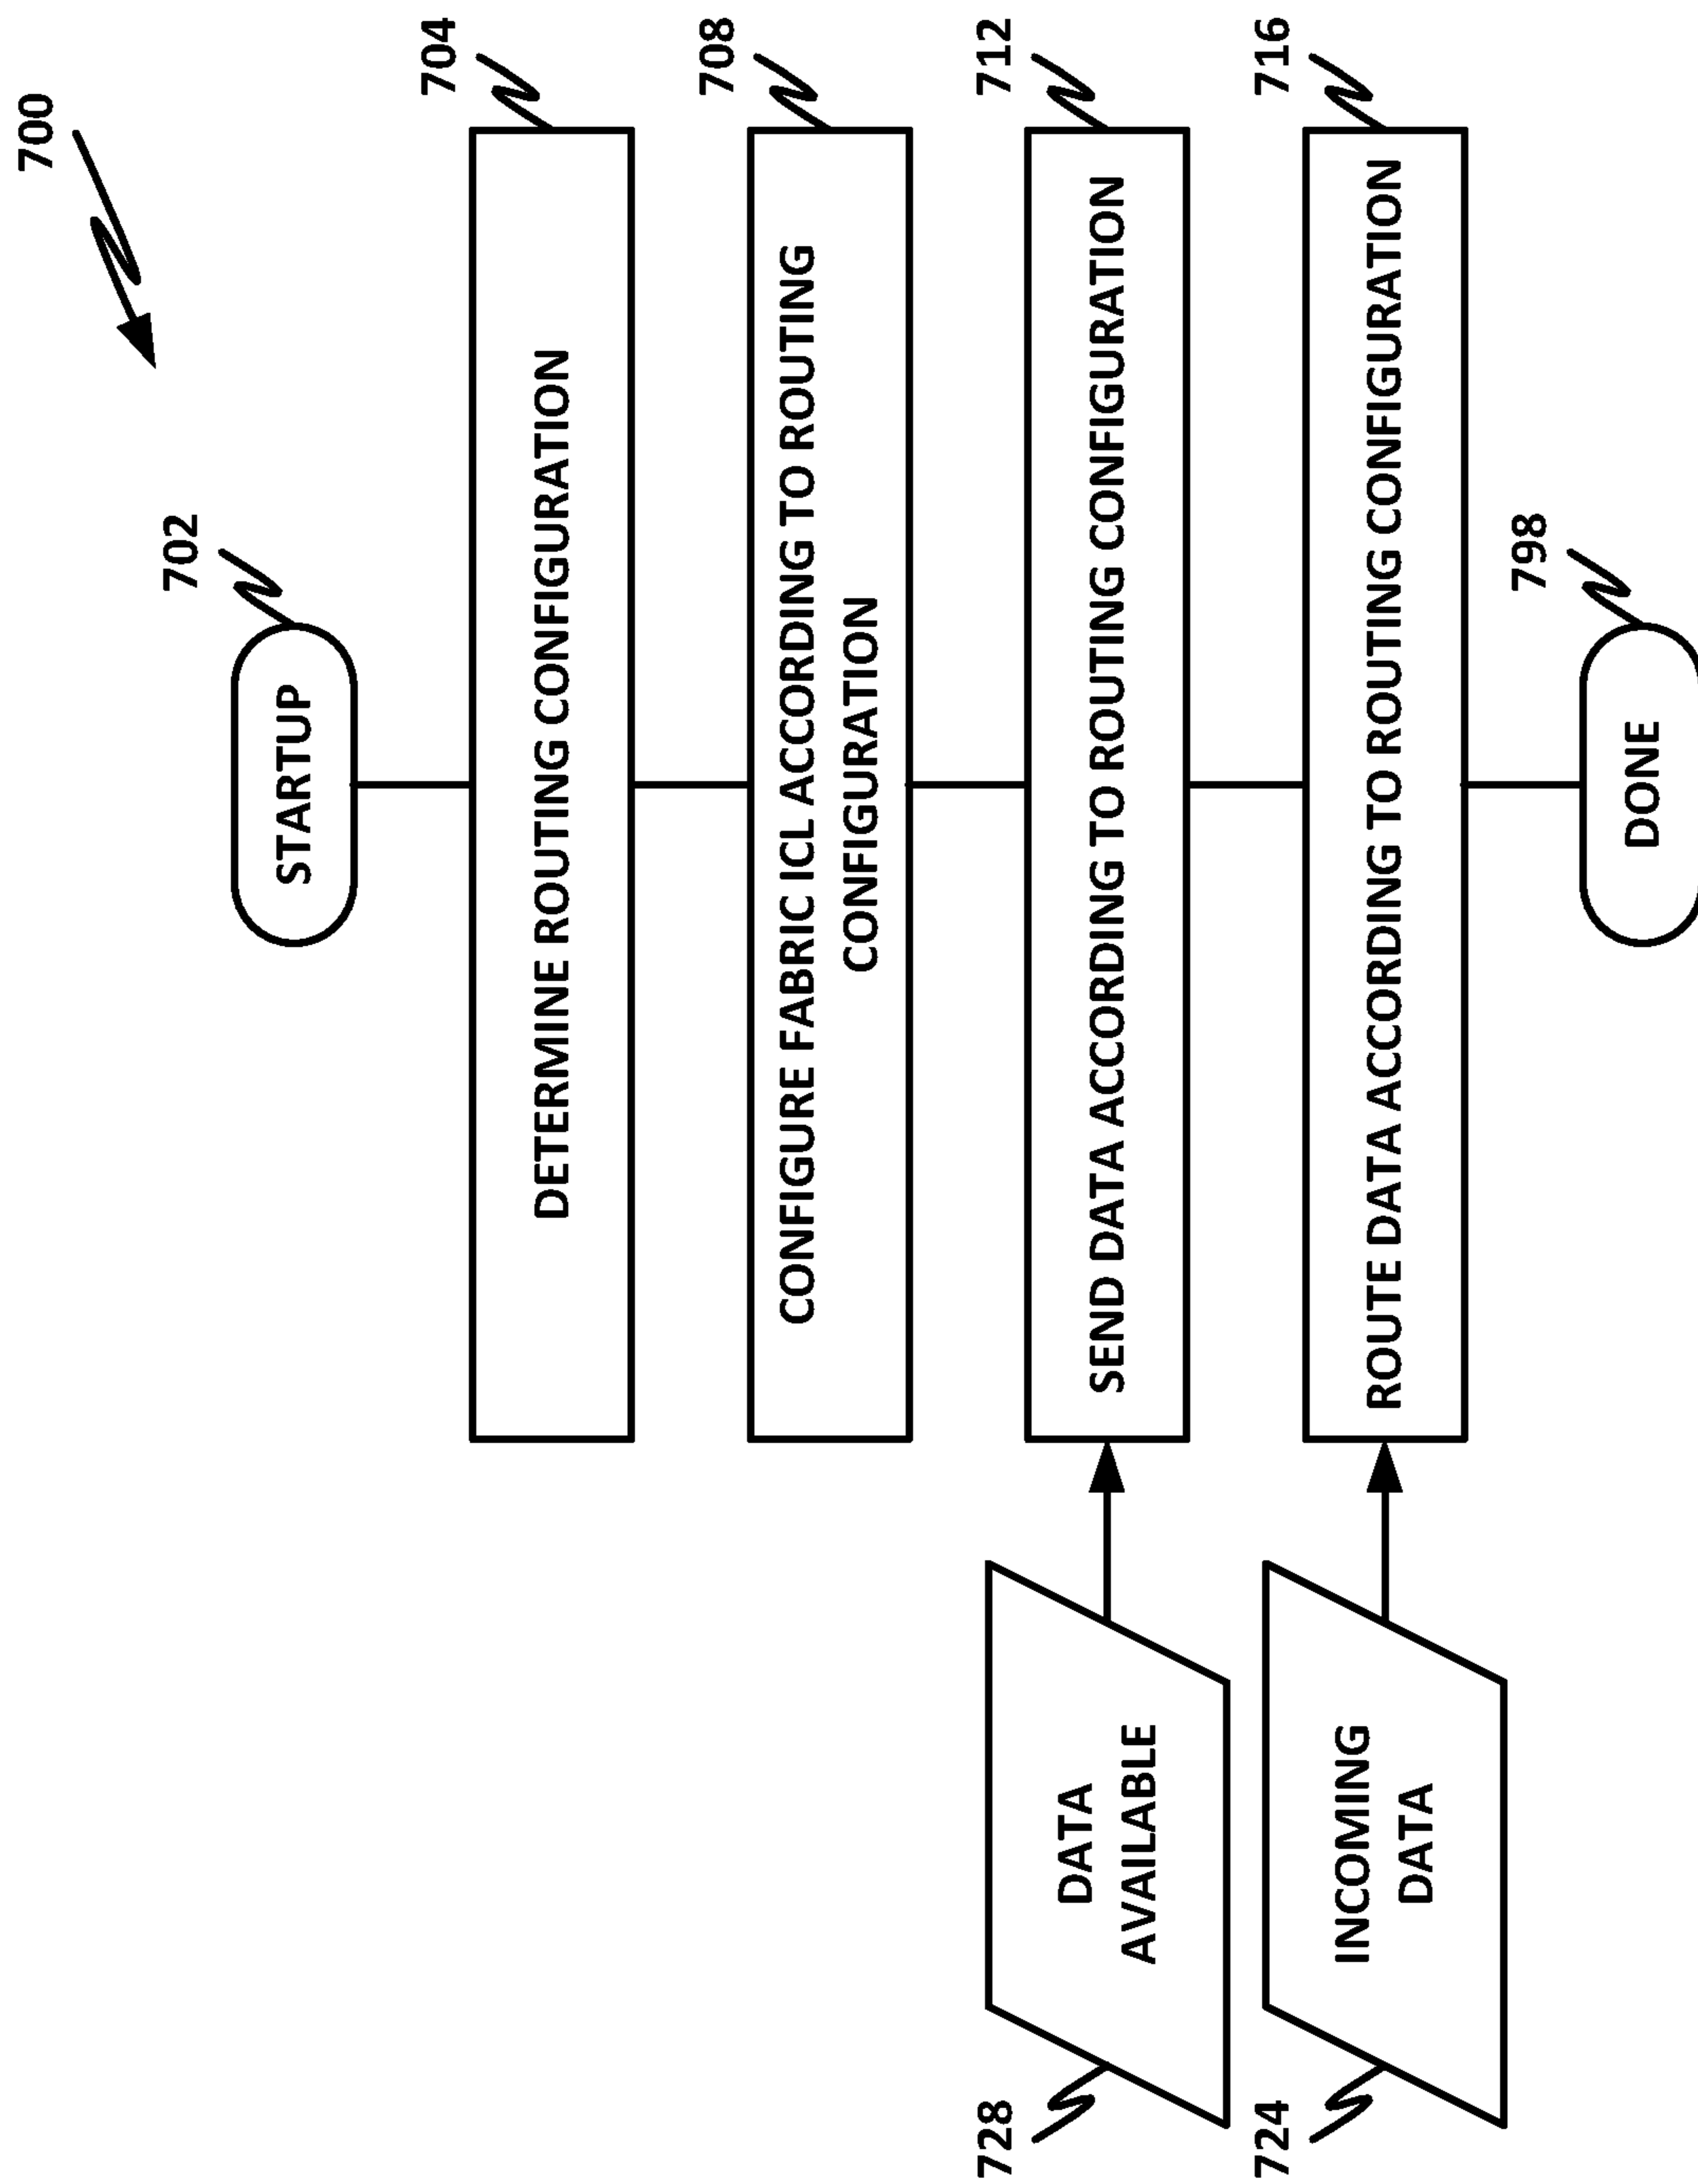 700
702
STARTUP
704
DETERMINE ROUTING CONFIGURATION
708
CONFIGURE FABRIC ICL ACCORDING TO ROUTING
CONFIGURATION
712
728
DATA
AVAILABLE
SEND DATA ACCORDING TO ROUTING CONFIGURATION
716
724
INCOMING
DATA
ROUTE DATA ACCORDING TO ROUTING CONFIGURATION
798
DONE